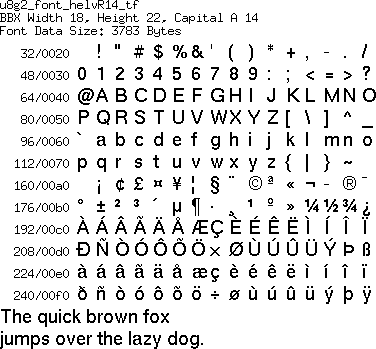 u8g2_font_helvR14_tf
BBX Width 18, Height 22, Capital A 14
Font Data Size: 3783 Bytes
32/0020 ! " # $ % & ' ( ) * + , - . /
48/0030 0 1 2 3 4 5 6 7 8 9 : ; < = > ?
64/0040 @ A B C D E F G H I J K L M N O
80/0050 P Q R S T U V W X Y Z [ \ ] ^ _
96/0060 ` a b c d e f g h i j k l m n o
112/0070 p q r s t u v w x y z { | } ~
160/00a0 ¡ ¢ £ ¤ ¥ ¦ § ¨ © ª « ¬ - ® ¯
176/00b0 ° ± ² ³ ´ µ ¶ · ¸ ¹ º » ¼ ½ ¾ ¿
192/00c0 À Á Â Ã Ä Å Æ Ç È É Ê Ë Ì Í Î Ï
208/00d0 Ð Ñ Ò Ó Ô Õ Ö × Ø Ù Ú Û Ü Ý Þ ß
224/00e0 à á â ã ä å æ ç è é ê ë ì í î ï
240/00f0 ð ñ ò ó ô õ ö ÷ ø ù ú û ü ý þ ÿ
The quick brown fox
jumps over the lazy dog.